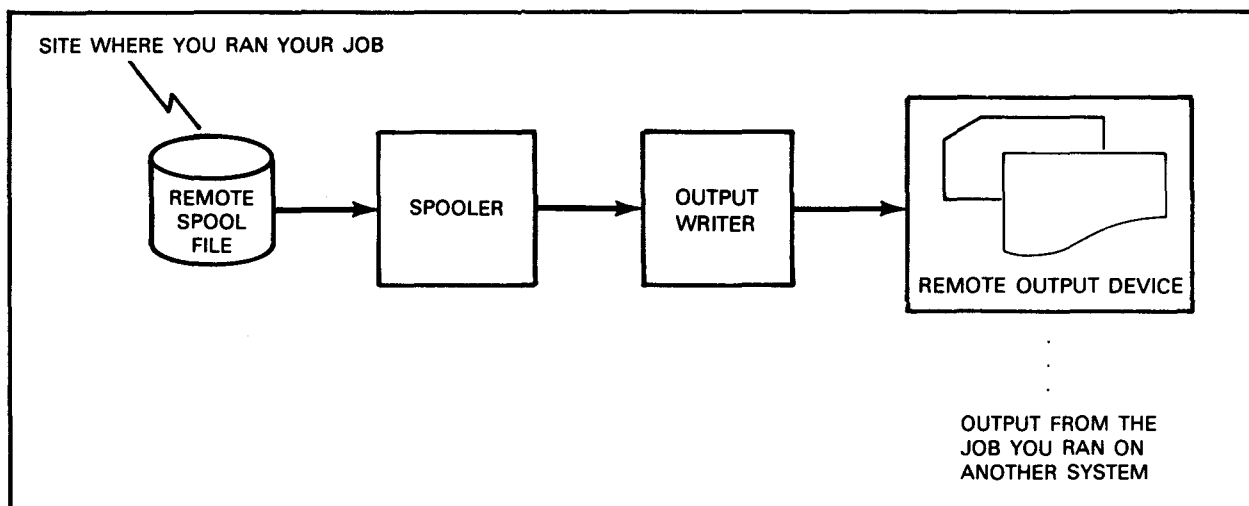 SITE WHERE YOU RAN YOUR JOB
REMOTE
SPOOL
FILE
SPOOLER
OUTPUT
WRITER
REMOTE OUTPUT DEVICE
OUTPUT FROM THE
JOB YOU RAN ON
ANOTHER SYSTEM